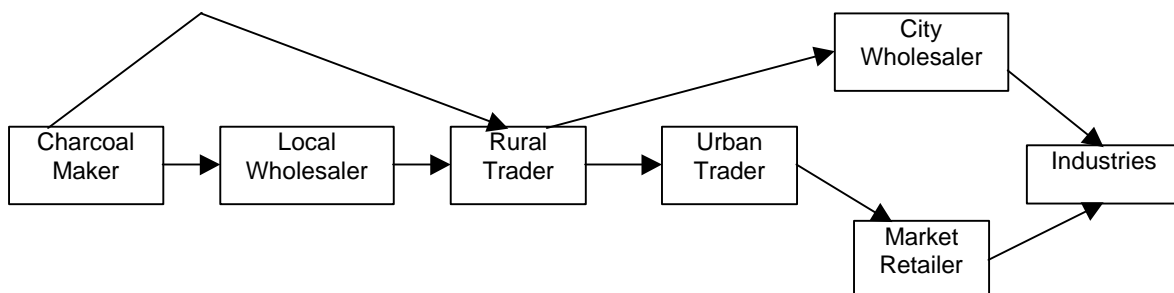 City
Wholesaler
Charcoal
Maker
Local
Wholesaler
Rural
Trader
Urban
Trader
Industries
Market
Retailer